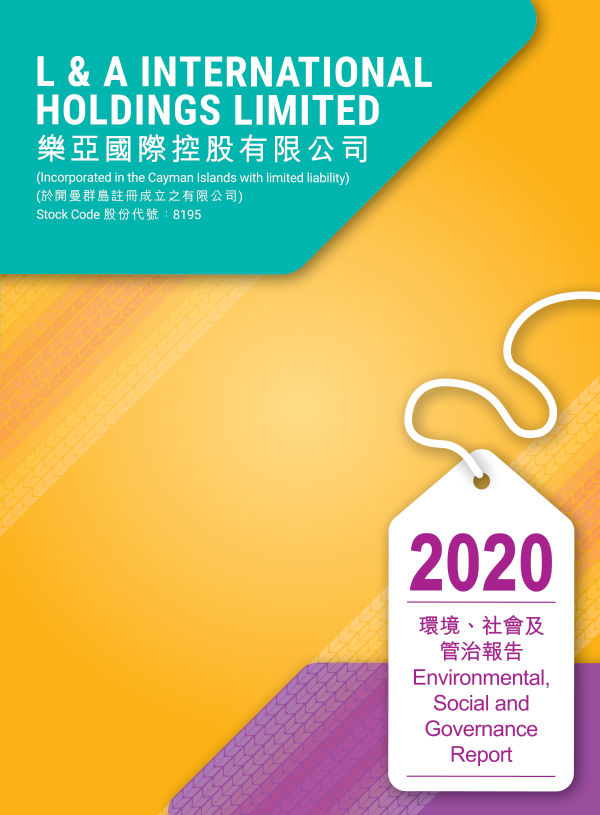 L & A INTERNATIONAL
HOLDINGS LIMITED
樂亞國際控股有限公司
(Incorporated in the Cayman Islands with limited liability)
(於開曼群島註冊成立之有限公司)
Stock Code 股份代號：8195
2020
環境、社會及
管治報告
Environmental,
Social and
Governance
Report